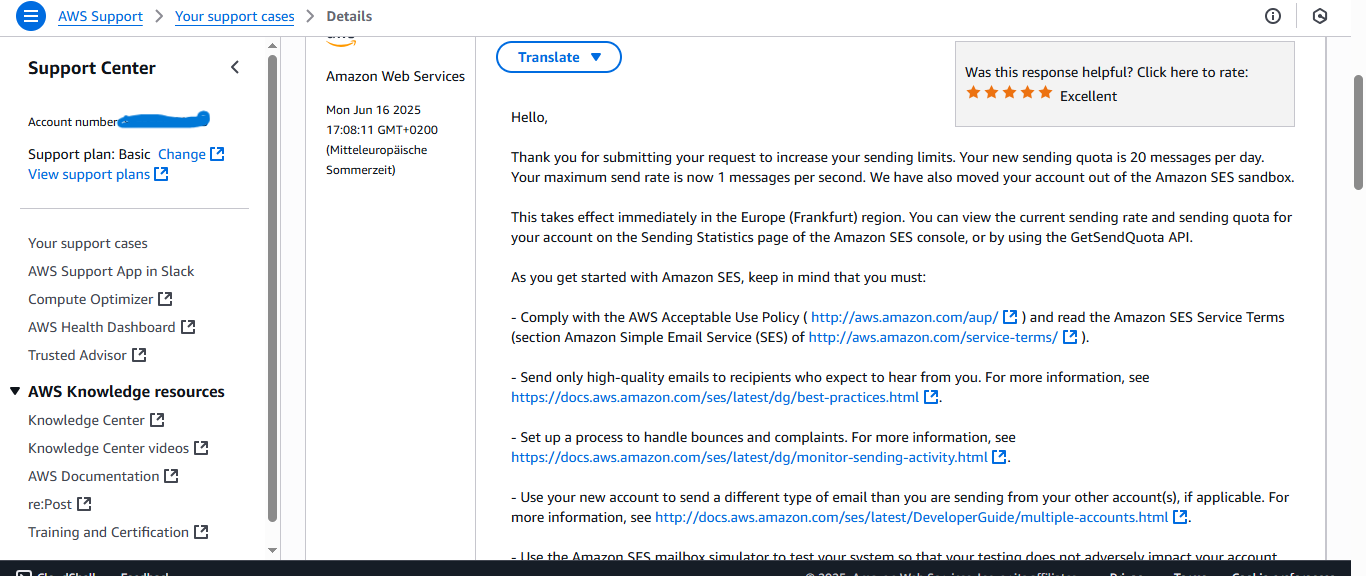 AWS Support > Your support cases > Details
Support Center
Account number
Support plan: Basic Change
View support plans
Your support cases
AWS Support App in Slack
Compute Optimizer
AWS Health Dashboard
Trusted Advisor
AWS Knowledge resources
Knowledge Center
Knowledge Center videos
AWS Documentation
re:Post
Training and Certification
Amazon Web Services
Mon Jun 16 2025
17:08:11 GMT+0200
(Mitteleuropäische
Sommerzeit)
Translate
Was this response helpful? Click here to rate:
Excellent
Hello,
Thank you for submitting your request to increase your sending limits. Your new sending quota is 20 messages per day.
Your maximum send rate is now 1 messages per second. We have also moved your account out of the Amazon SES sandbox.
This takes effect immediately in the Europe (Frankfurt) region. You can view the current sending rate and sending quota for
your account on the Sending Statistics page of the Amazon SES console, or by using the GetSendQuota API.
As you get started with Amazon SES, keep in mind that you must:
- Comply with the AWS Acceptable Use Policy ( http://aws.amazon.com/aup/ ) and read the Amazon SES Service Terms
(section Amazon Simple Email Service (SES) of http://aws.amazon.com/service-terms/ ).
- Send only high-quality emails to recipients who expect to hear from you. For more information, see
https://docs.aws.amazon.com/ses/latest/dg/best-practices.html .
- Set up a process to handle bounces and complaints. For more information, see
https://docs.aws.amazon.com/ses/latest/dg/monitor-sending-activity.html .
- Use your new account to send a different type of email than you are sending from your other account(s), if applicable. For
more information, see http://docs.aws.amazon.com/ses/latest/DeveloperGuide/multiple-accounts.html .
- Use the Amazon SES mailbox simulator to test your system so that your testing does not adversely impact your account
CloudShell Feedback